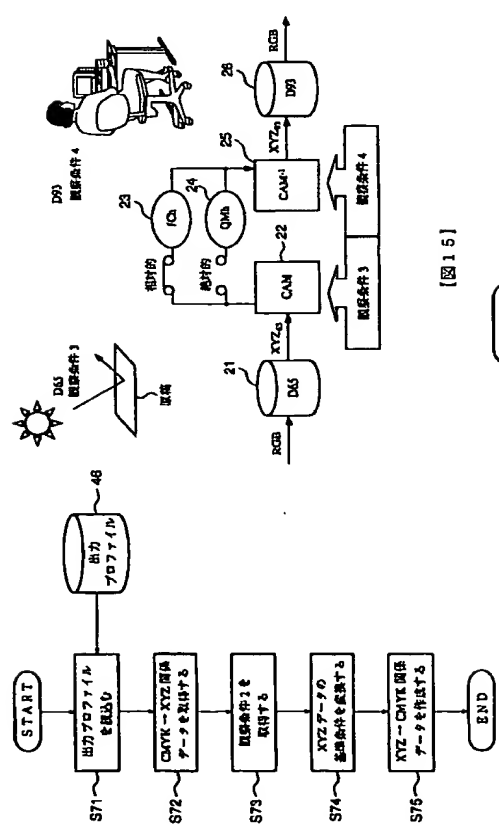 START
出力プロファイル
を読込む
S71
出力
プロファイル
46
CMYK→XYZ関係
データを取得する
S72
観察条件2を
取得する
S73
XYZデータの
基準条件を変換する
S74
XYZ→CMYK関係
データを作成する
S75
END
D65
観察条件3
原稿
D93
観察条件4
RGB
21
D65
XYZ65
CAM
22
相対的
絶対的
JCh
23
QMh
24
CAM-1
25
XYZ93
D93
26
RGB
観察条件3
観察条件4
[図15]